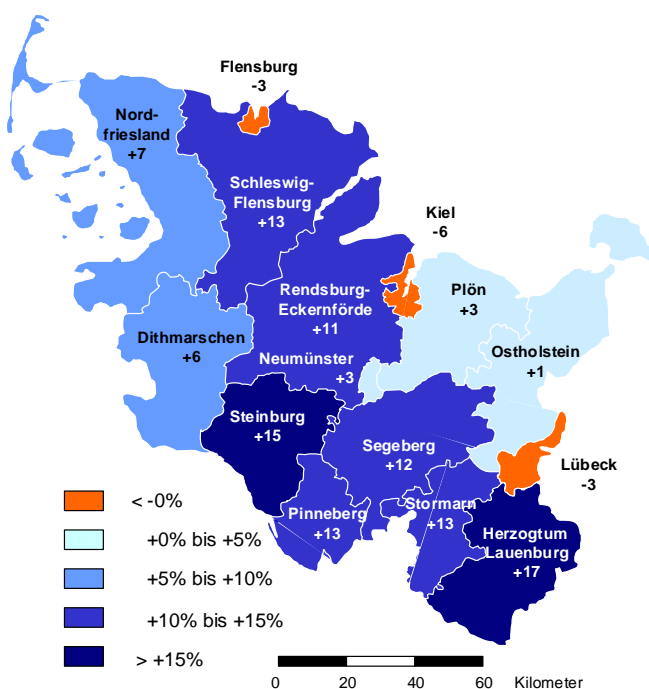 Flensburg
-3
Nord-
friesland
+7
Schleswig-
Flensburg
+13
Kiel
-6
Rendsburg-
Eckernförde
+11
Plön
+3
Dithmarschen
+6
Neumünster
+3
Ostholstein
+1
Steinburg
+15
Segeberg
+12
Lübeck
-3
Pinneberg
+13
Stormarn
+13
Herzogtum
Lauenburg
+17
< -0%
+0% bis +5%
+5% bis +10%
+10% bis +15%
> +15%
0 20 40 60 Kilometer